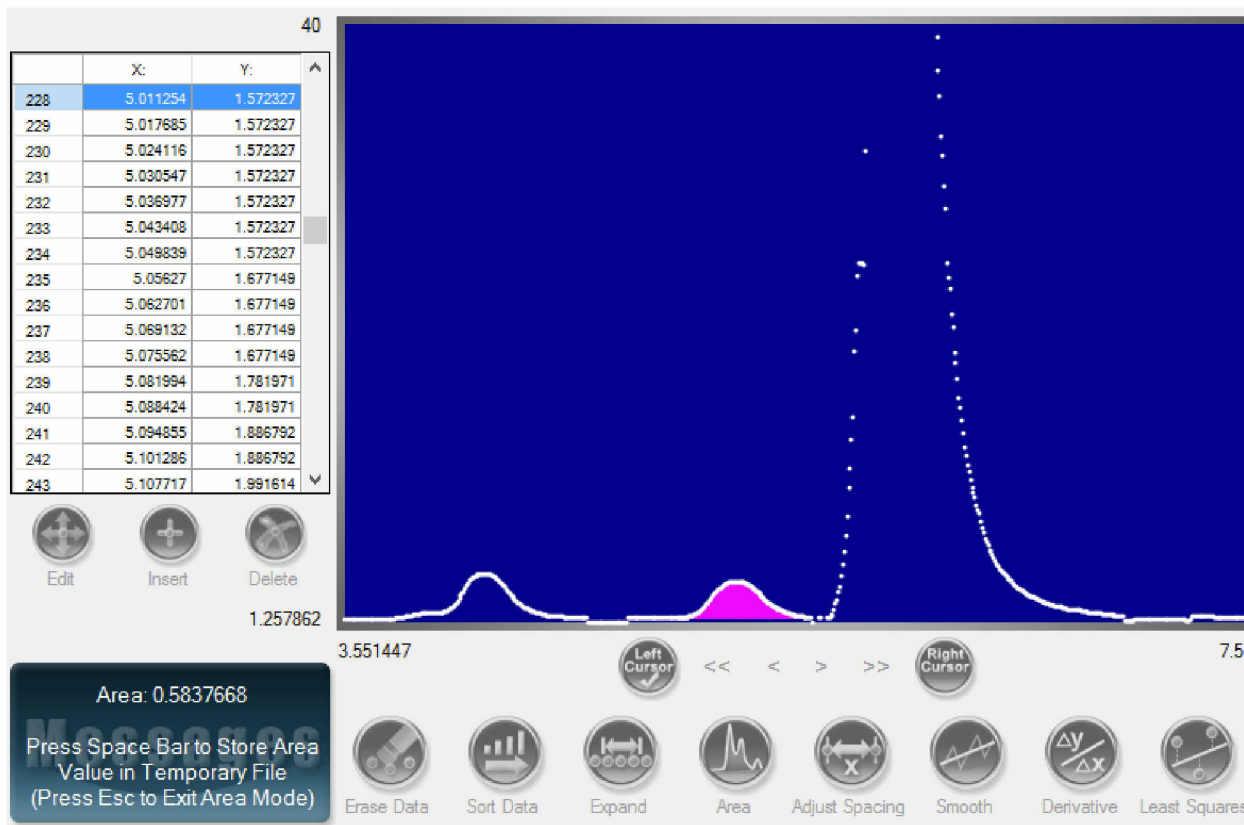 40
X: Y:
228 5.011254 1.572327
229 5.017685 1.572327
230 5.024116 1.572327
231 5.030547 1.572327
232 5.036977 1.572327
233 5.043408 1.572327
234 5.049839 1.572327
235 5.05627 1.677149
236 5.062701 1.677149
237 5.069132 1.677149
238 5.075562 1.677149
239 5.081994 1.781971
240 5.088424 1.781971
241 5.094855 1.886792
242 5.101286 1.886792
243 5.107717 1.991614
Edit Insert Delete
1.257862
3.551447 7.5
Left Cursor << < > >> Right Cursor
Messages
Area: 0.5837668
Press Space Bar to Store Area
Value in Temporary File
(Press Esc to Exit Area Mode)
x
Δy
Δx
Erase Data Sort Data Expand Area Adjust Spacing Smooth Derivative Least Squares